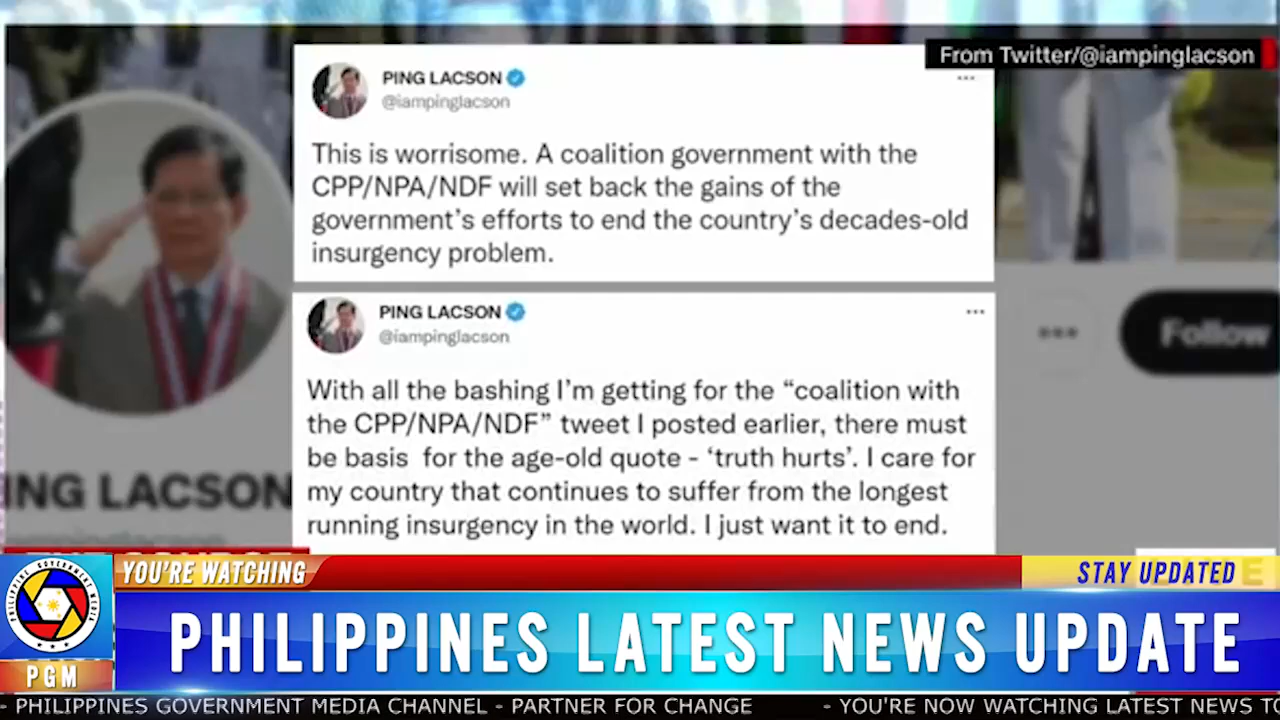 From Twitter/@iampinglacson
PING LACSON
@iampinglacson
This is worrisome. A coalition government with the
CPP/NPA/NDF will set back the gains of the
government's efforts to end the country's decades-old
insurgency problem.
PING LACSON
@iampinglacson
With all the bashing I'm getting for the “coalition with
the CPP/NPA/NDF” tweet I posted earlier, there must
be basis  for the age-old quote - ‘truth hurts’. I care for
my country that continues to suffer from the longest
running insurgency in the world. I just want it to end.
Follow
ING LACSON
PHILIPPINE GOVERNMENT MEDIA
PGM
YOU'RE WATCHING
STAY UPDATED
PHILIPPINES LATEST NEWS UPDATE
- PHILIPPINES GOVERNMENT MEDIA CHANNEL - PARTNER FOR CHANGE - YOU'RE NOW WATCHING LATEST NEWS TO